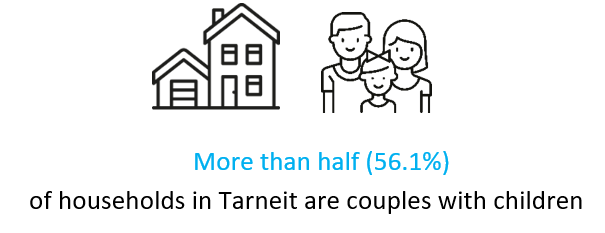 More than half (56.1%)
of households in Tarneit are couples with children